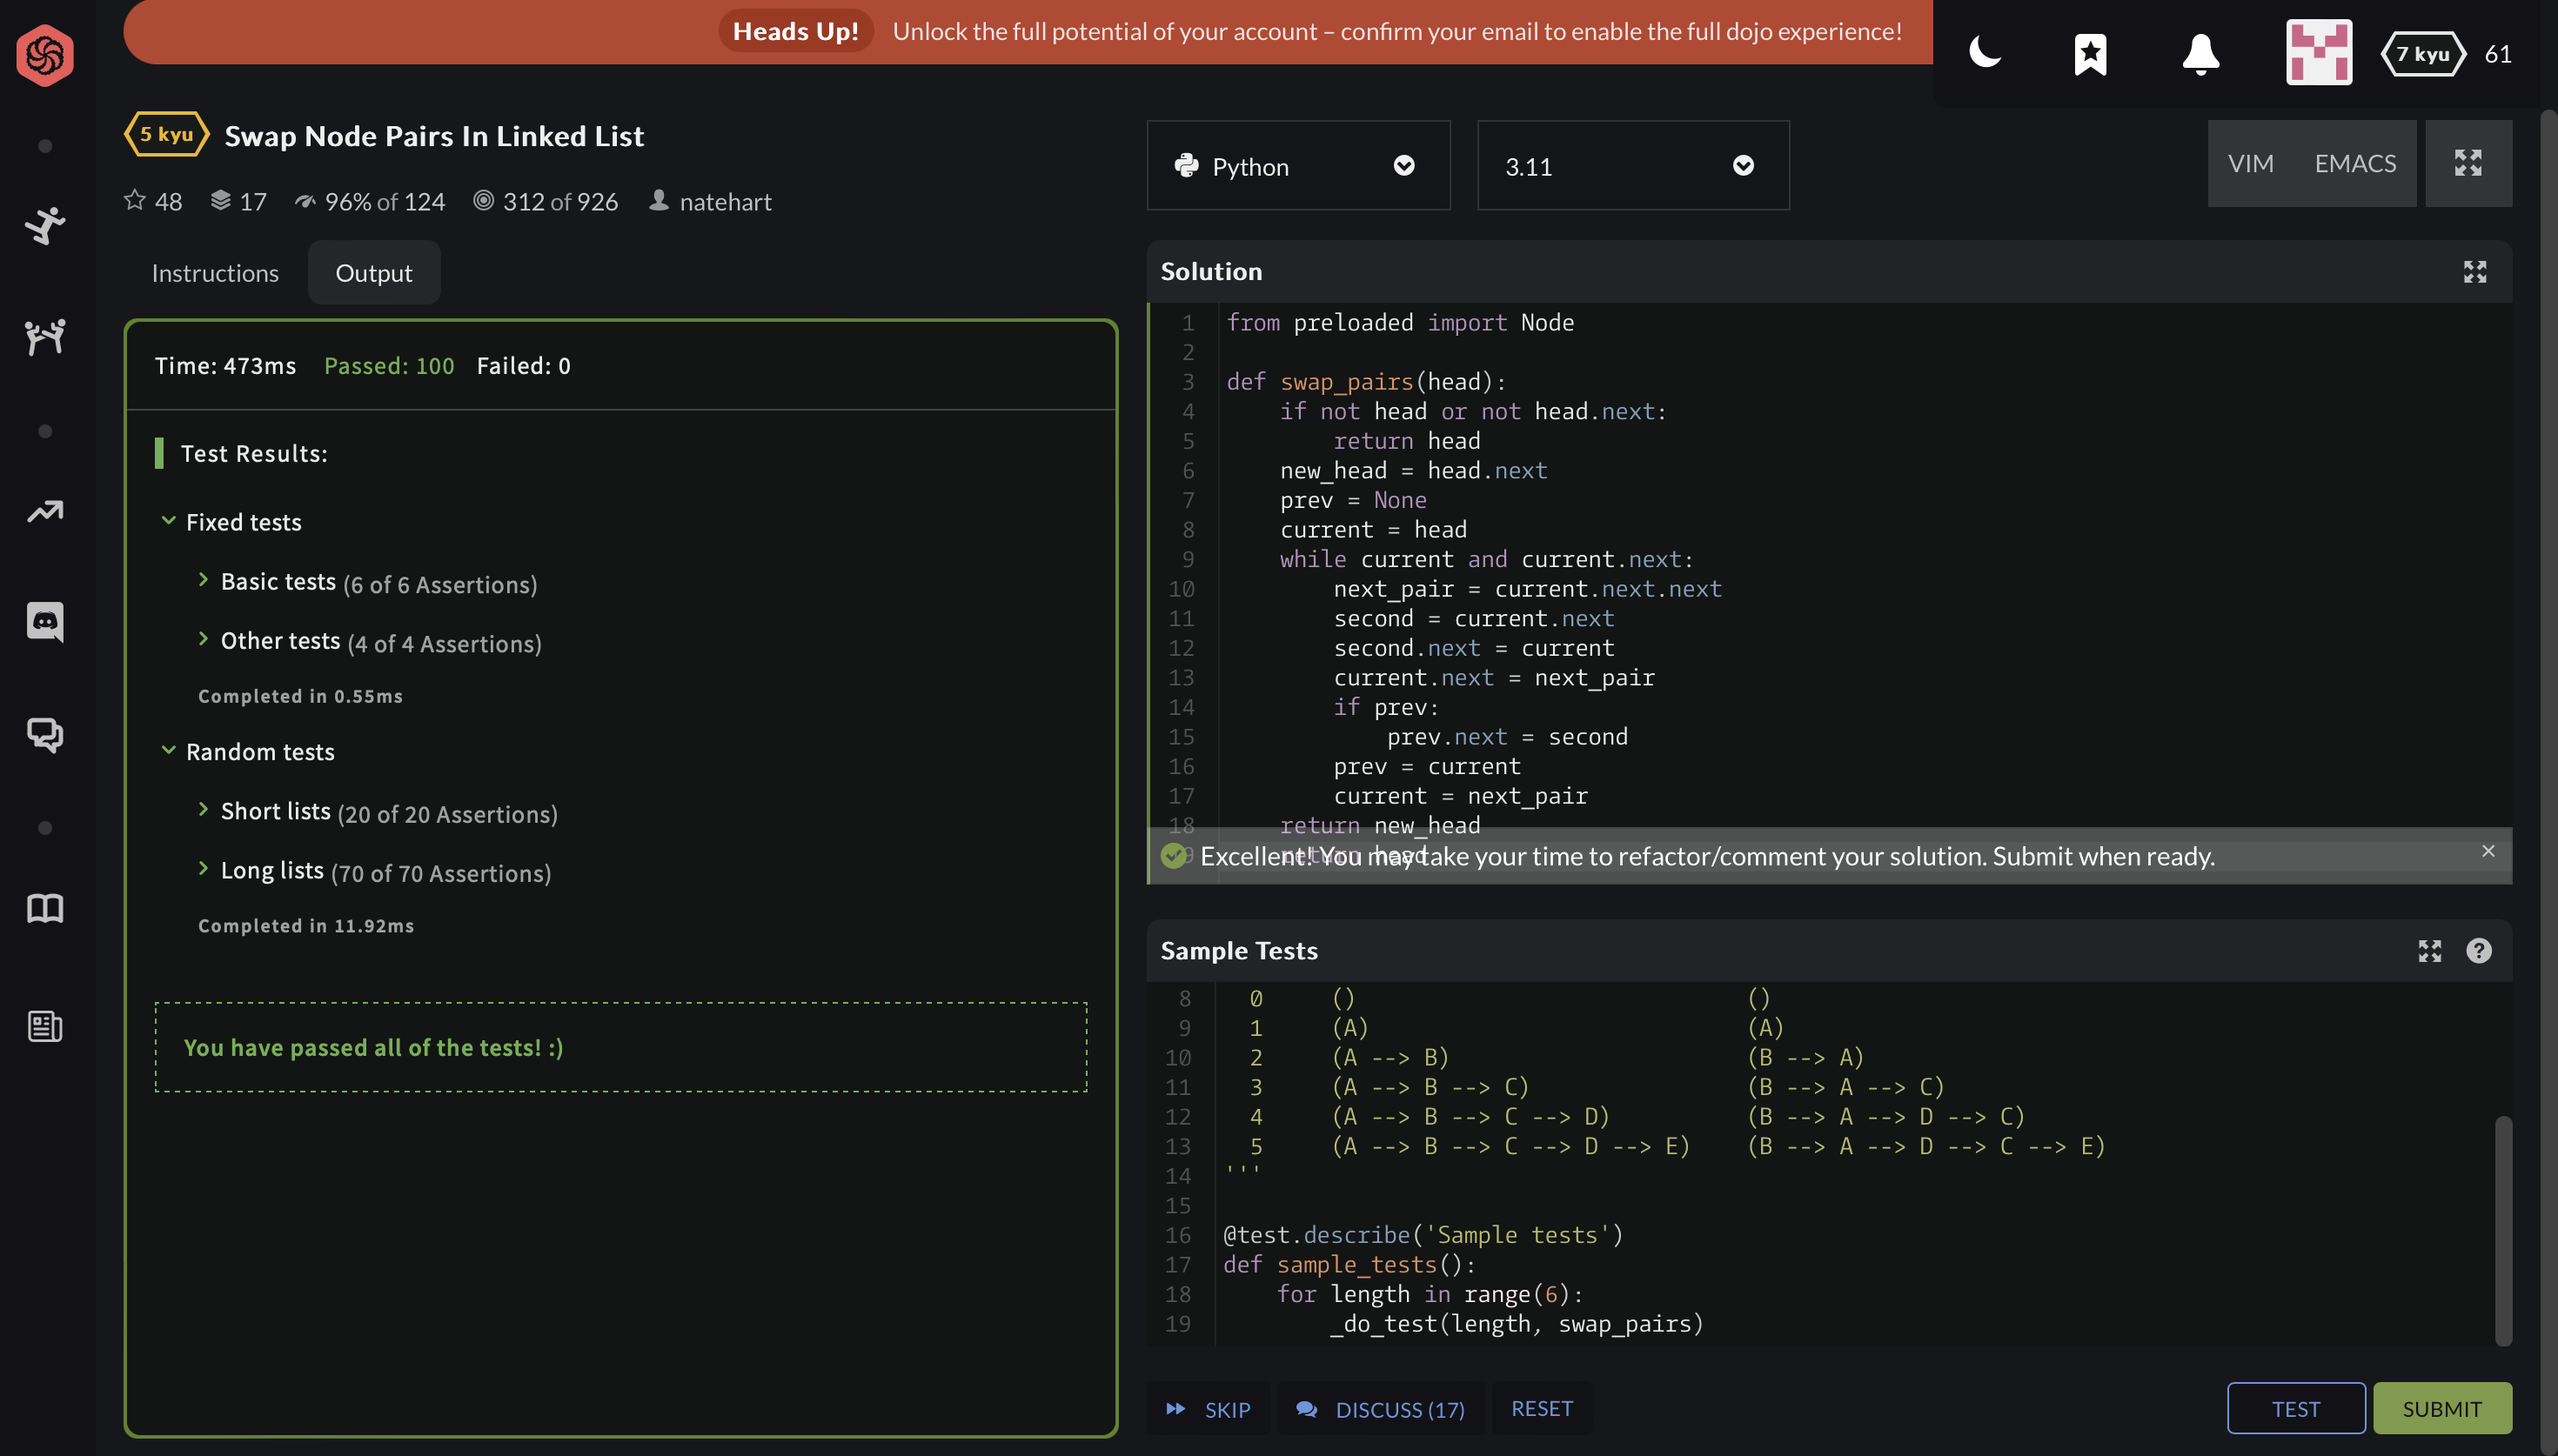 Heads Up! Unlock the full potential of your account – confirm your email to enable the full dojo experience!
7 kyu 61
5 kyu Swap Node Pairs In Linked List
48 17 96% of 124 312 of 926 natehart
Instructions Output
Time: 473ms Passed: 100 Failed: 0
Test Results:
Fixed tests
Basic tests (6 of 6 Assertions)
Other tests (4 of 4 Assertions)
Completed in 0.55ms
Random tests
Short lists (20 of 20 Assertions)
Long lists (70 of 70 Assertions)
Completed in 11.92ms
You have passed all of the tests! :)
Python 3.11 VIM EMACS
Solution
1 from preloaded import Node
2
3 def swap_pairs(head):
4     if not head or not head.next:
5         return head
6     new_head = head.next
7     prev = None
8     current = head
9     while current and current.next:
10         next_pair = current.next.next
11         second = current.next
12         second.next = current
13         current.next = next_pair
14         if prev:
15             prev.next = second
16         prev = current
17         current = next_pair
18     return new_head
19     return head
Excellent! You may take your time to refactor/comment your solution. Submit when ready.
Sample Tests
8   0     ()                             ()
9   1     (A)                            (A)
10   2     (A --> B)                      (B --> A)
11   3     (A --> B --> C)                (B --> A --> C)
12   4     (A --> B --> C --> D)          (B --> A --> D --> C)
13   5     (A --> B --> C --> D --> E)    (B --> A --> D --> C --> E)
14 '''
15
16 @test.describe('Sample tests')
17 def sample_tests():
18     for length in range(6):
19         _do_test(length, swap_pairs)
SKIP DISCUSS (17) RESET TEST SUBMIT